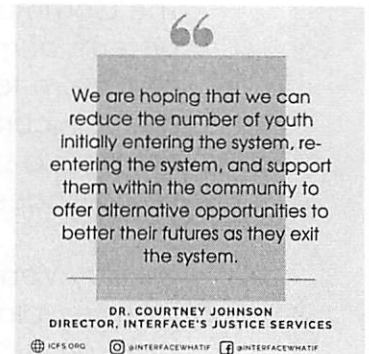 We are hoping that we can
reduce the number of youth
initially entering the system, re-
entering the system, and support
them within the community to
offer alternative opportunities to
better their futures as they exit
the system.
DR. COURTNEY JOHNSON
DIRECTOR, INTERFACE'S JUSTICE SERVICES
ICFS.ORG @INTERFACEWHATIF @INTERFACEWHATIF